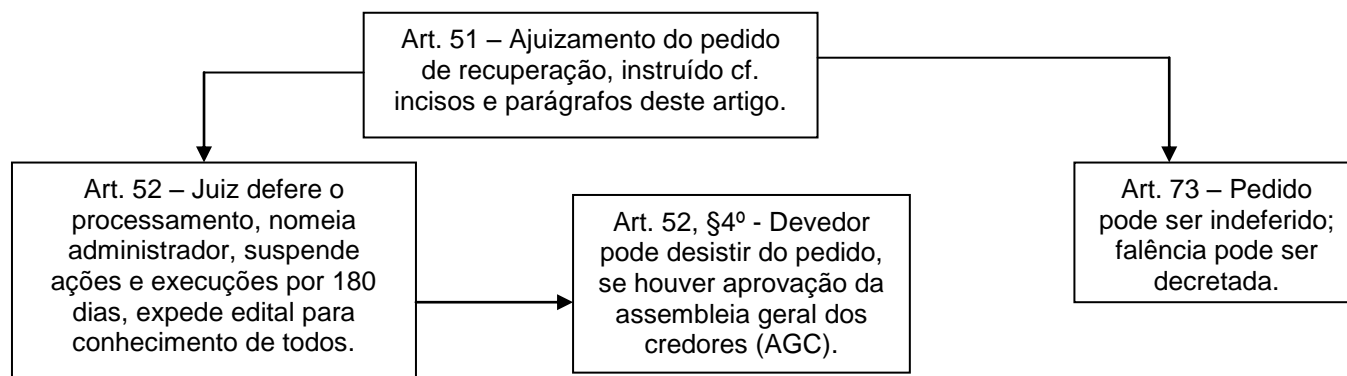 Art. 51 – Ajuizamento do pedido
de recuperação, instruído cf.
incisos e parágrafos deste artigo.
Art. 52 – Juiz defere o
processamento, nomeia
administrador, suspende
ações e execuções por 180
dias, expede edital para
conhecimento de todos.
Art. 52, §4º - Devedor
pode desistir do pedido,
se houver aprovação da
assembleia geral dos
credores (AGC).
Art. 73 – Pedido
pode ser indeferido;
falência pode ser
decretada.